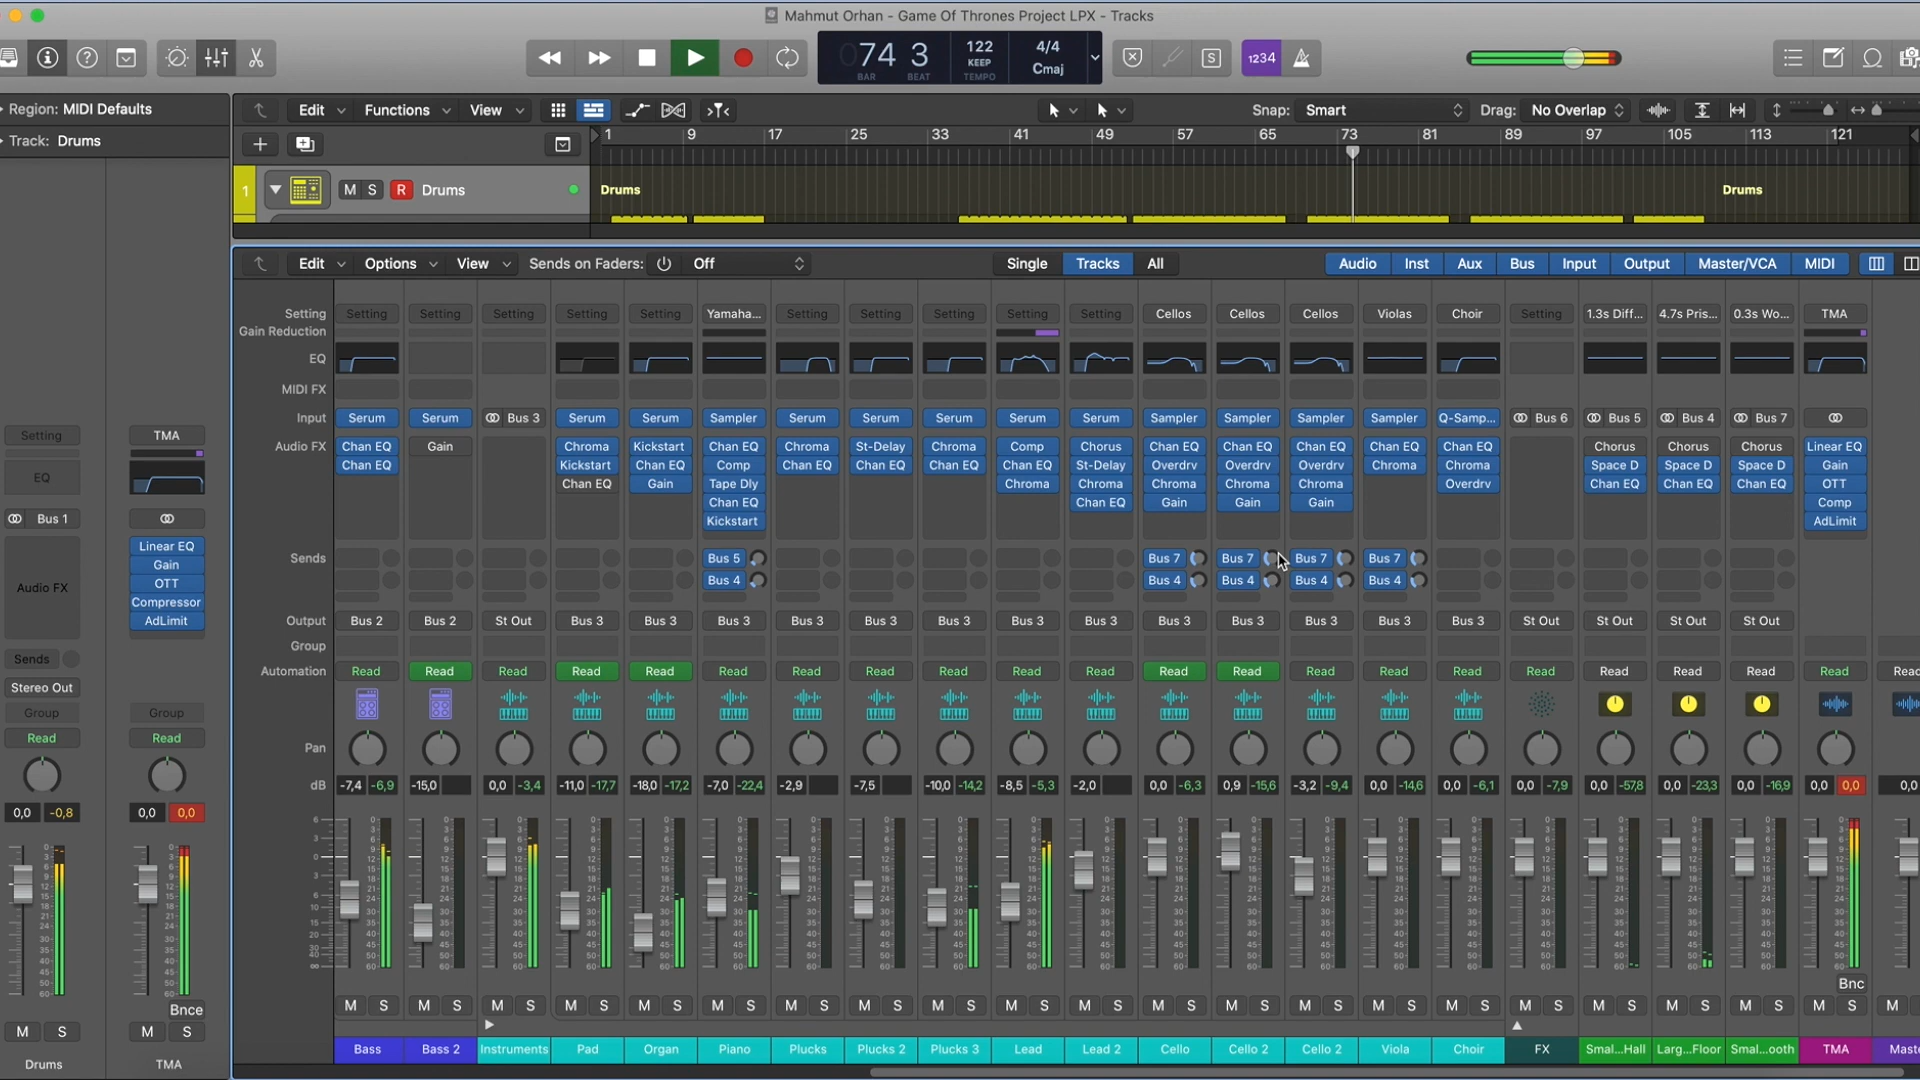 Mahmut Orhan - Game Of Thrones Project LPX - Tracks
074 3 122 KEEP 4/4 Cmaj
BAR BEAT TEMPO
S 1234
Region: MIDI Defaults
Edit Functions View Snap: Smart Drag: No Overlap
Track: Drums
1 9 17 25 33 41 49 57 65 73 81 89 97 105 113 121
1 M S R Drums Drums Drums
Edit Options View Sends on Faders: Off Single Tracks All Audio Inst Aux Bus Input Output Master/VCA MIDI
Setting Setting Setting Setting Setting Setting Yamaha... Setting Setting Setting Setting Setting Cellos Cellos Cellos Violas Choir Setting 1.3s Diff... 4.7s Pris... 0.3s Wo... TMA
Gain Reduction
EQ
MIDI FX
Input Serum Serum Bus 3 Serum Serum Sampler Serum Serum Serum Serum Serum Sampler Sampler Sampler Sampler Q-Samp... Bus 6 Bus 5 Bus 4 Bus 7
Audio FX Chan EQ Gain Chroma Kickstart Chan EQ Chroma St-Delay Chroma Comp Chorus Chan EQ Chan EQ Chan EQ Chan EQ Chan EQ Chorus Chorus Chorus Linear EQ
Chan EQ Kickstart Chan EQ Comp Chan EQ Chan EQ Chan EQ Chan EQ St-Delay Overdrv Overdrv Overdrv Chroma Chroma Space D Space D Space D Gain
Chan EQ Gain Tape Dly Chroma Chroma Chroma Chroma Chroma Overdrv Chan EQ Chan EQ Chan EQ OTT
Chan EQ Chan EQ Gain Gain Gain Comp
Kickstart AdLimit
Sends Bus 5 Bus 7 Bus 7 Bus 7 Bus 7
Bus 4 Bus 4 Bus 4 Bus 4 Bus 4
Output Bus 2 Bus 2 St Out Bus 3 Bus 3 Bus 3 Bus 3 Bus 3 Bus 3 Bus 3 Bus 3 Bus 3 Bus 3 Bus 3 Bus 3 Bus 3 St Out St Out St Out St Out
Group
Automation Read Read Read Read Read Read Read Read Read Read Read Read Read Read Read Read Read Read Read Read Read Read
Pan
dB -7,4 -6,9 -15,0 0,0 -3,4 -11,0 -17,7 -18,0 -17,2 -7,0 -22,4 -2,9 -7,5 -10,0 -14,2 -8,5 -5,3 -2,0 0,0 -6,3 0,9 -15,6 -3,2 -9,4 0,0 -14,6 0,0 -6,1 0,0 -7,9 0,0 -57,8 0,0 -23,3 0,0 -16,9 0,0 0,0 0,0
Bnc
M S M S M S M S M S M S M S M S M S M S M S M S M S M S M S M S M S M S M S M S M S M
Bass Bass 2 Instruments Pad Organ Piano Plucks Plucks 2 Plucks 3 Lead Lead 2 Cello Cello 2 Cello 2 Viola Choir FX Smal...Hall Larg...Floor Smal...ooth TMA Maste
Setting TMA
EQ
Bus 1
Audio FX
Linear EQ
Gain
OTT
Compressor
AdLimit
Sends
Stereo Out
Group Group
Read Read
0,0 -0,8 0,0 0,0
Bnce
M S M S
Drums TMA